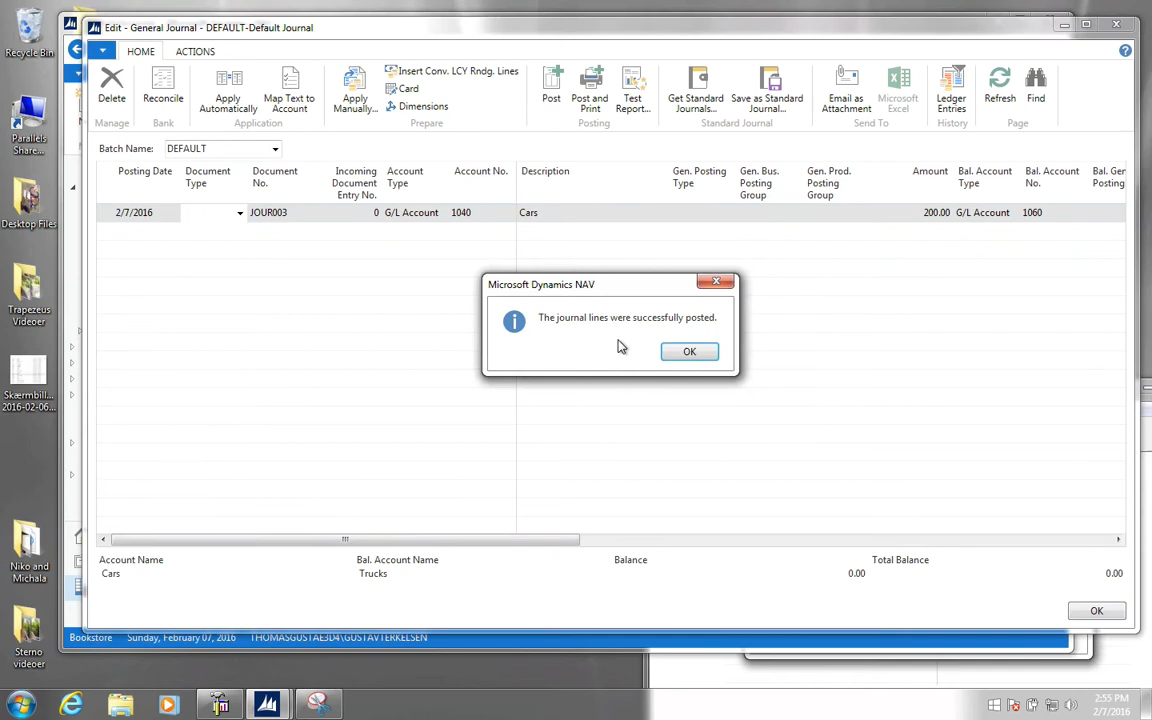 Recycle Bin
Parallels
Share...
Desktop Files
Trapezeus
Videoer
Skærmbill...
2016-02-06...
Niko and
Michala
Sterno
videoer
Edit - General Journal - DEFAULT-Default Journal
HOME
ACTIONS
Delete
Reconcile
Apply
Automatically...
Map Text to
Account
Apply
Manually...
Insert Conv. LCY Rndg. Lines
Card
Dimensions
Post
Post and
Print
Test
Report...
Get Standard
Journals...
Save as Standard
Journal...
Email as
Attachment
Microsoft
Excel
Ledger
Entries
Refresh
Find
Manage
Bank
Application
Prepare
Posting
Standard Journal
Send To
History
Page
Batch Name:
DEFAULT
Posting Date
Document
Type
Document
No.
Incoming
Document
Entry No.
Account
Type
Account No.
Description
Gen. Posting
Type
Gen. Bus.
Posting
Group
Gen. Prod.
Posting
Group
Amount
Bal. Account
Type
Bal. Account
No.
Bal. Ger
Posting
2/7/2016
JOUR003
0
G/L Account
1040
Cars
200.00
G/L Account
1060
Microsoft Dynamics NAV
The journal lines were successfully posted.
OK
Account Name
Bal. Account Name
Balance
Total Balance
Cars
Trucks
0.00
0.00
OK
Bookstore
Sunday, February 07, 2016
THOMASGUSTAE3D4\GUSTAVTERKELSEN
2:55 PM
2/7/2016